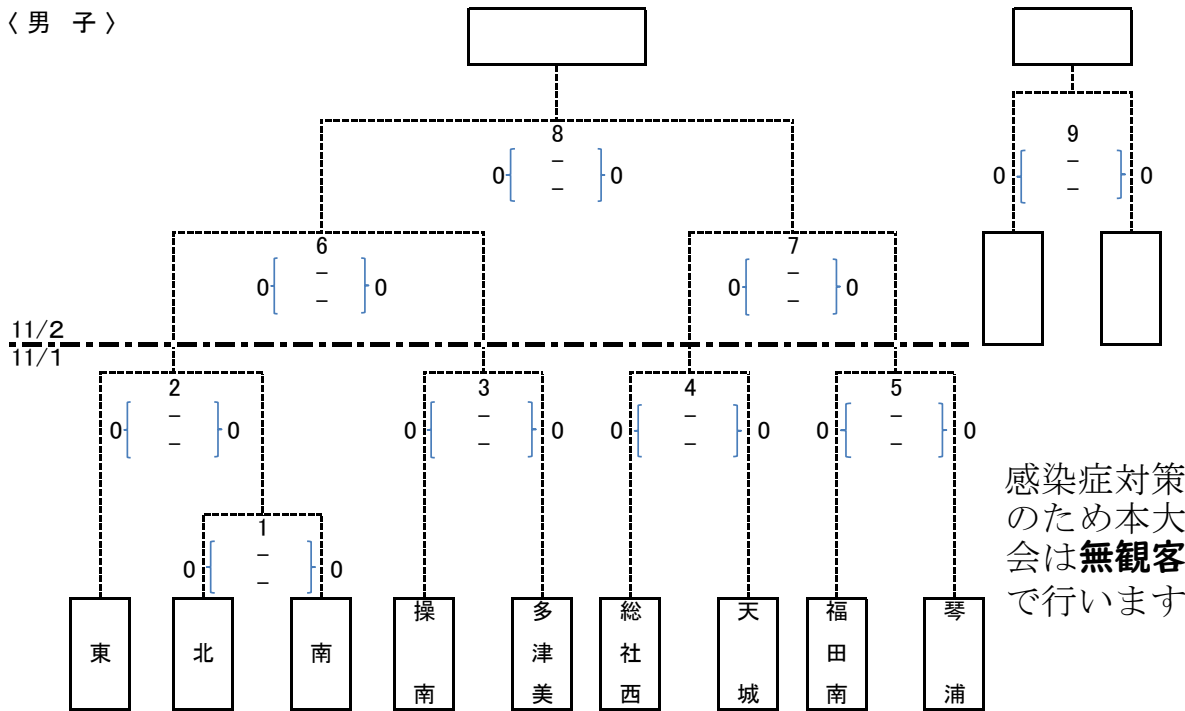 〈 男 子 〉
8
-
0 0
-
9
-
0 0
-
6
-
0 0
-
7
-
0 0
-
11/2
11/1
2
-
0 0
-
3
-
0 0
-
4
-
0 0
-
5
-
0 0
-
1
-
0 0
-
東
北
南
操南
多津美
総社西
天城
福田南
琴浦
感染症対策
のため本大
会は無観客
で行います